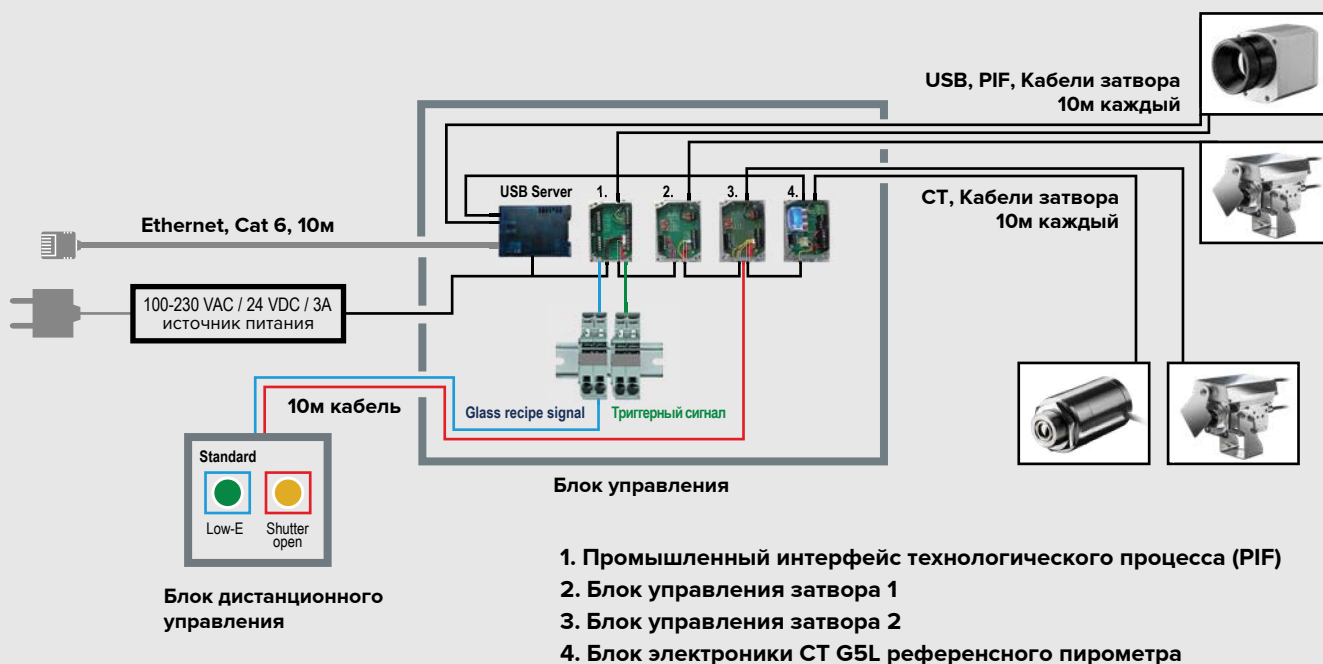 USB, PIF, Кабели затвора
10м каждый
USB Server
1.
2.
3.
4.
CT, Кабели затвора
10м каждый
Ethernet, Cat 6, 10м
100-230 VAC / 24 VDC / 3A
источник питания
10м кабель
Glass recipe signal
Триггерный сигнал
Standard
Low-E
Shutter
open
Блок управления
Блок дистанционного
управления
1. Промышленный интерфейс технологического процесса (PIF)
2. Блок управления затвора 1
3. Блок управления затвора 2
4. Блок электроники CT G5L референсного пирометра